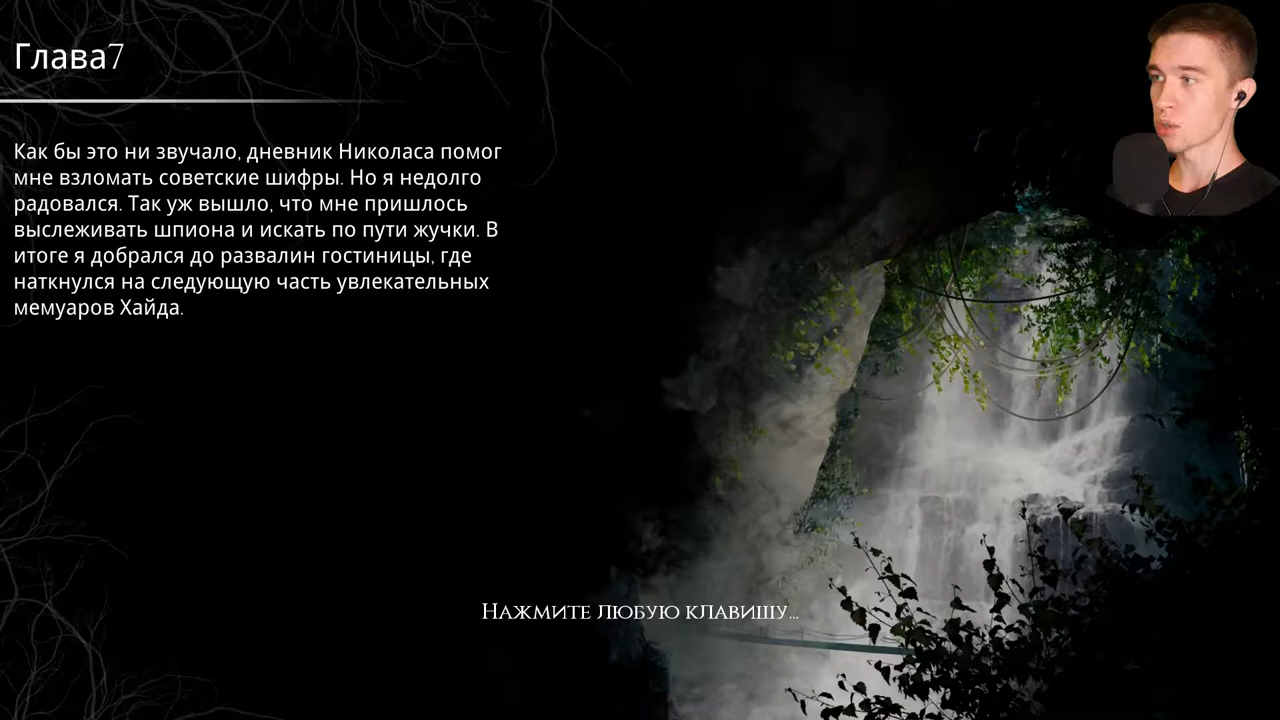 Глава7
Как бы это ни звучало, дневник Николаса помог
мне взломать советские шифры. Но я недолго
радовался. Так уж вышло, что мне пришлось
выслеживать шпиона и искать по пути жучки. В
итоге я добрался до развалин гостиницы, где
наткнулся на следующую часть увлекательных
мемуаров Хайда.
Нажмите любую клавишу...